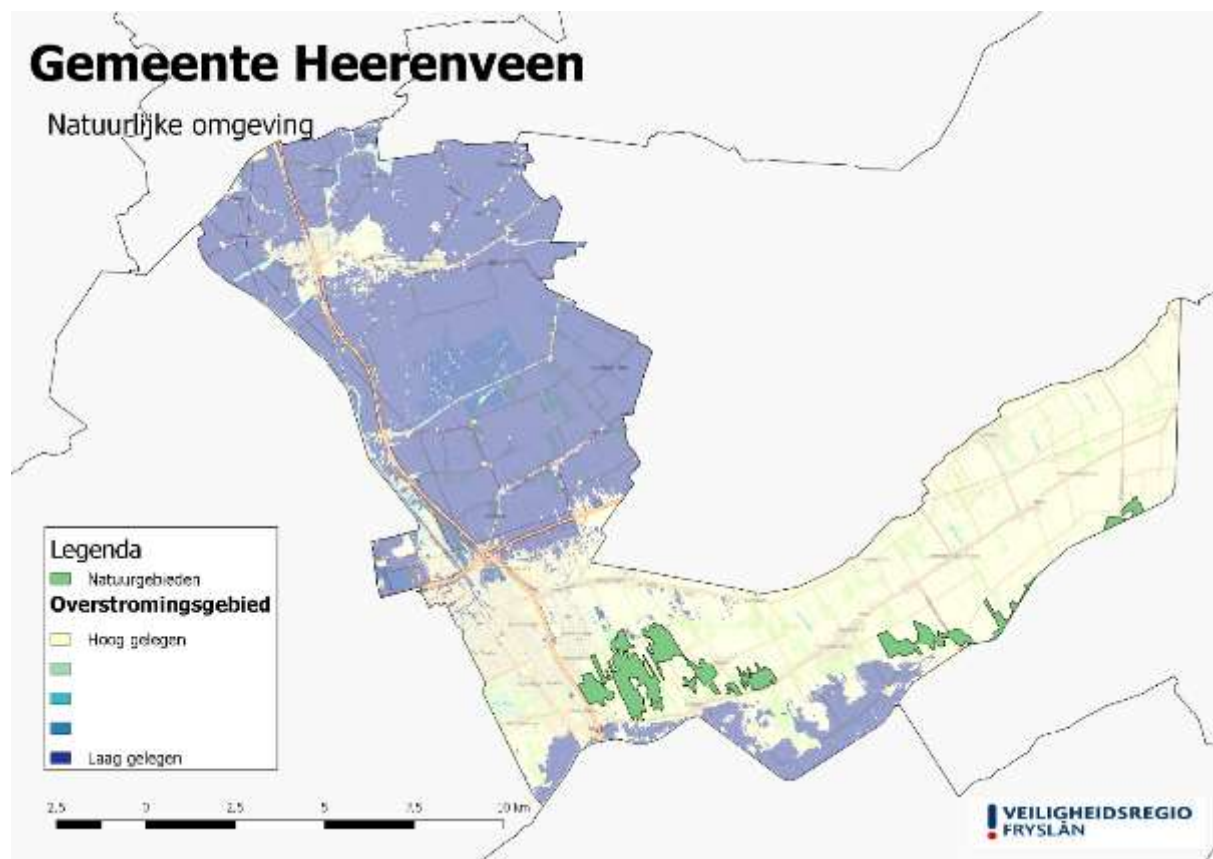 Gemeente Heerenveen
Natuurlijke omgeving
Legenda
Natuurgebieden
Overstromingsgebied
Hoog gelegen
Laag gelegen
2,5 0 2,5 5 7,5 10 km
VEILIGHEIDSREGIO
FRYSLÂN